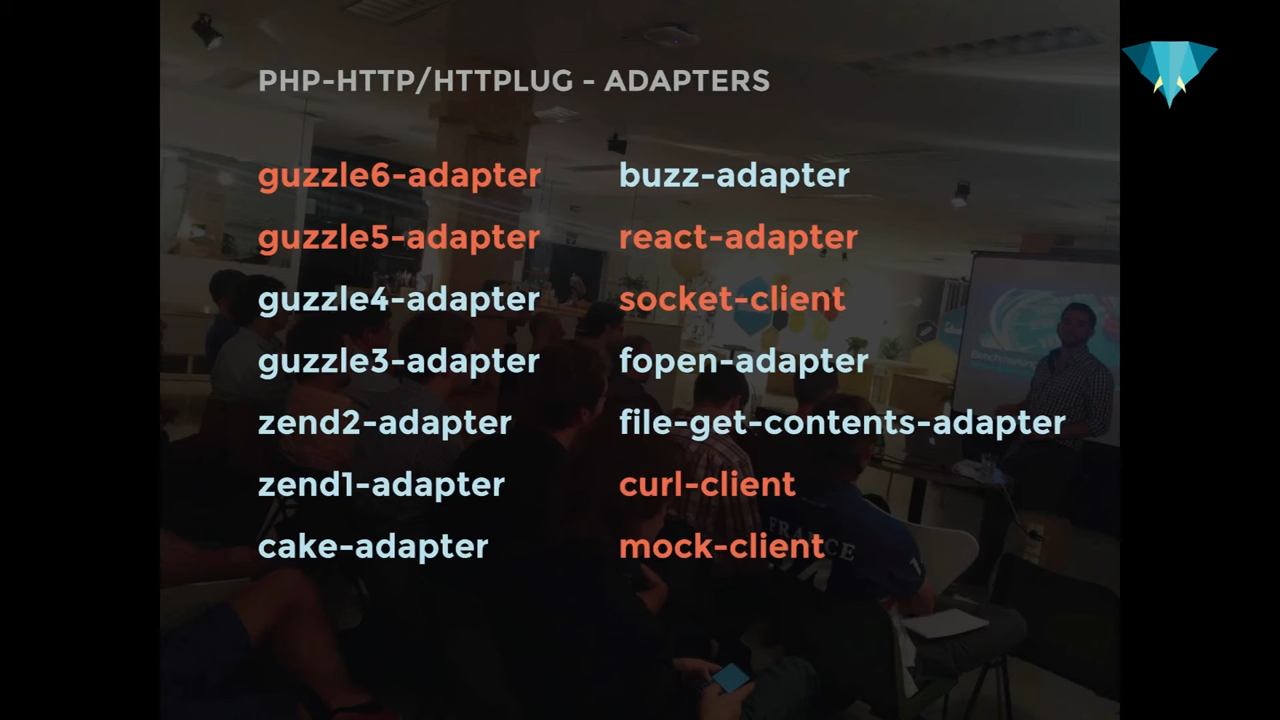 PHP-HTTP/HTTPLUG - ADAPTERS
guzzle6-adapter
guzzle5-adapter
guzzle4-adapter
guzzle3-adapter
zend2-adapter
zend1-adapter
cake-adapter
buzz-adapter
react-adapter
socket-client
fopen-adapter
file-get-contents-adapter
curl-client
mock-client
FRANCE